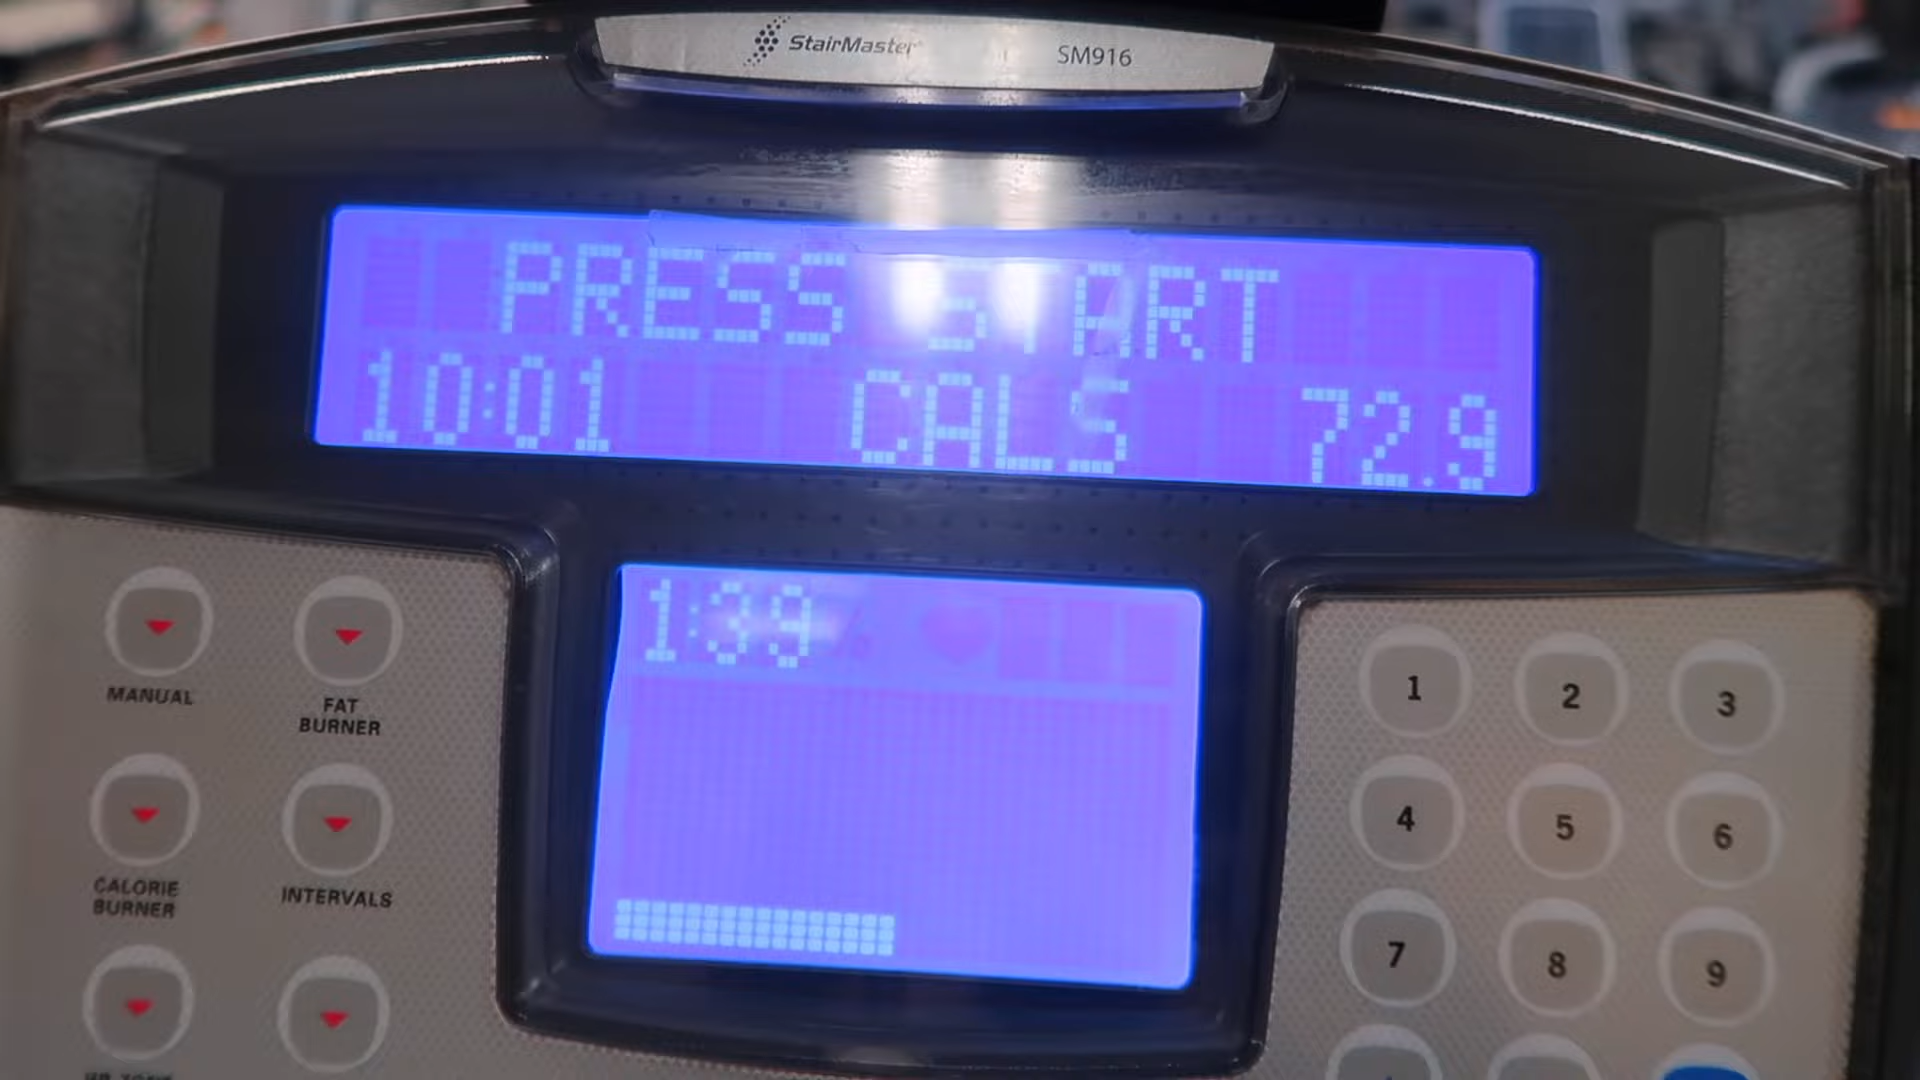 StairMaster SM916
PRESS START
10:01 CALS 72.9
1:39
MANUAL
FAT
BURNER
CALORIE
BURNER
INTERVALS
1 2 3
4 5 6
7 8 9